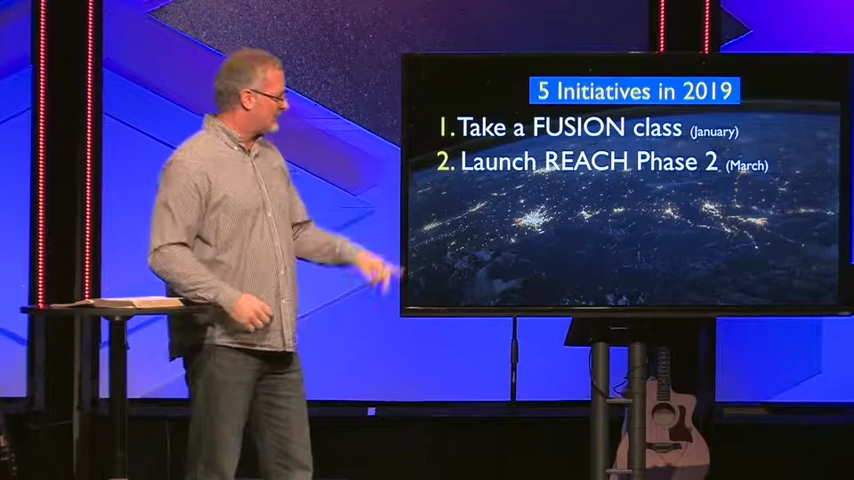 5 Initiatives in 2019
1. Take a FUSION class (January)
2. Launch REACH Phase 2 (March)